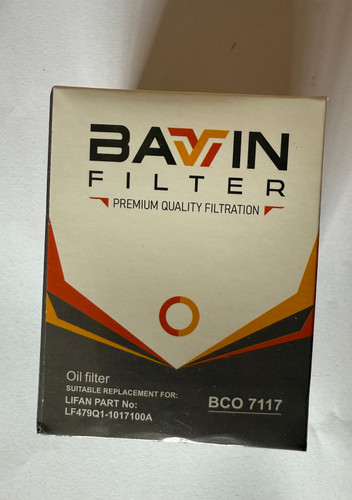 BAVIN
FILTER
PREMIUM QUALITY FILTRATION
Oil filter
SUITABLE REPLACEMENT FOR:
LIFAN PART No:
LF479Q1-1017100A
BCO 7117